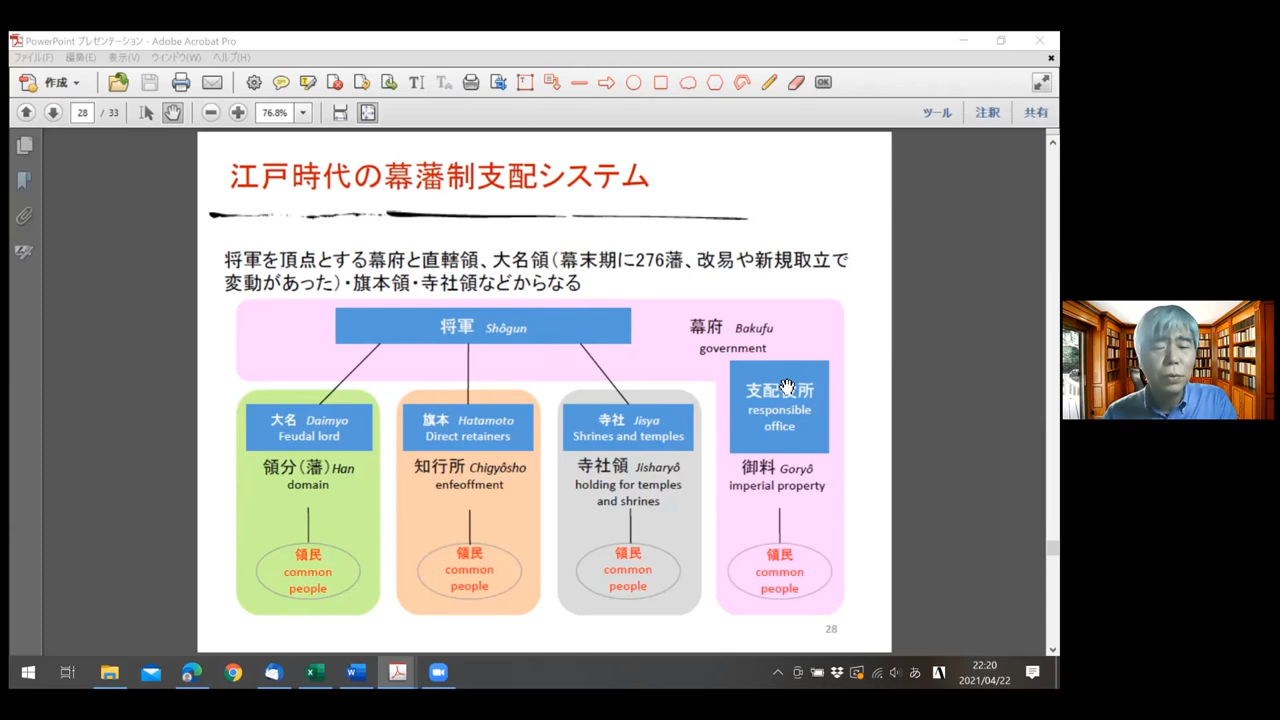 PowerPoint プレゼンテーション - Adobe Acrobat Pro
ファイル(F) 編集(E) 表示(V) ウィンドウ(W) ヘルプ(H)
作成
OK
28 / 33
76.8%
ツール 注釈 共有
江戸時代の幕藩制支配システム
将軍を頂点とする幕府と直轄領、大名領(幕末期に276藩、改易や新規取立で
変動があった)・旗本領・寺社領などからなる
将軍 Shôgun
幕府 Bakufu
government
支配役所
responsible
office
大名 Daimyo
Feudal lord
旗本 Hatamoto
Direct retainers
寺社 Jisya
Shrines and temples
領分(藩)Han
domain
知行所 Chigyôsho
enfeoffment
寺社領 Jisharyô
holding for temples
and shrines
御料 Goryô
imperial property
領民
common
people
領民
common
people
領民
common
people
領民
common
people
28
あ
A
22:20
2021/04/22